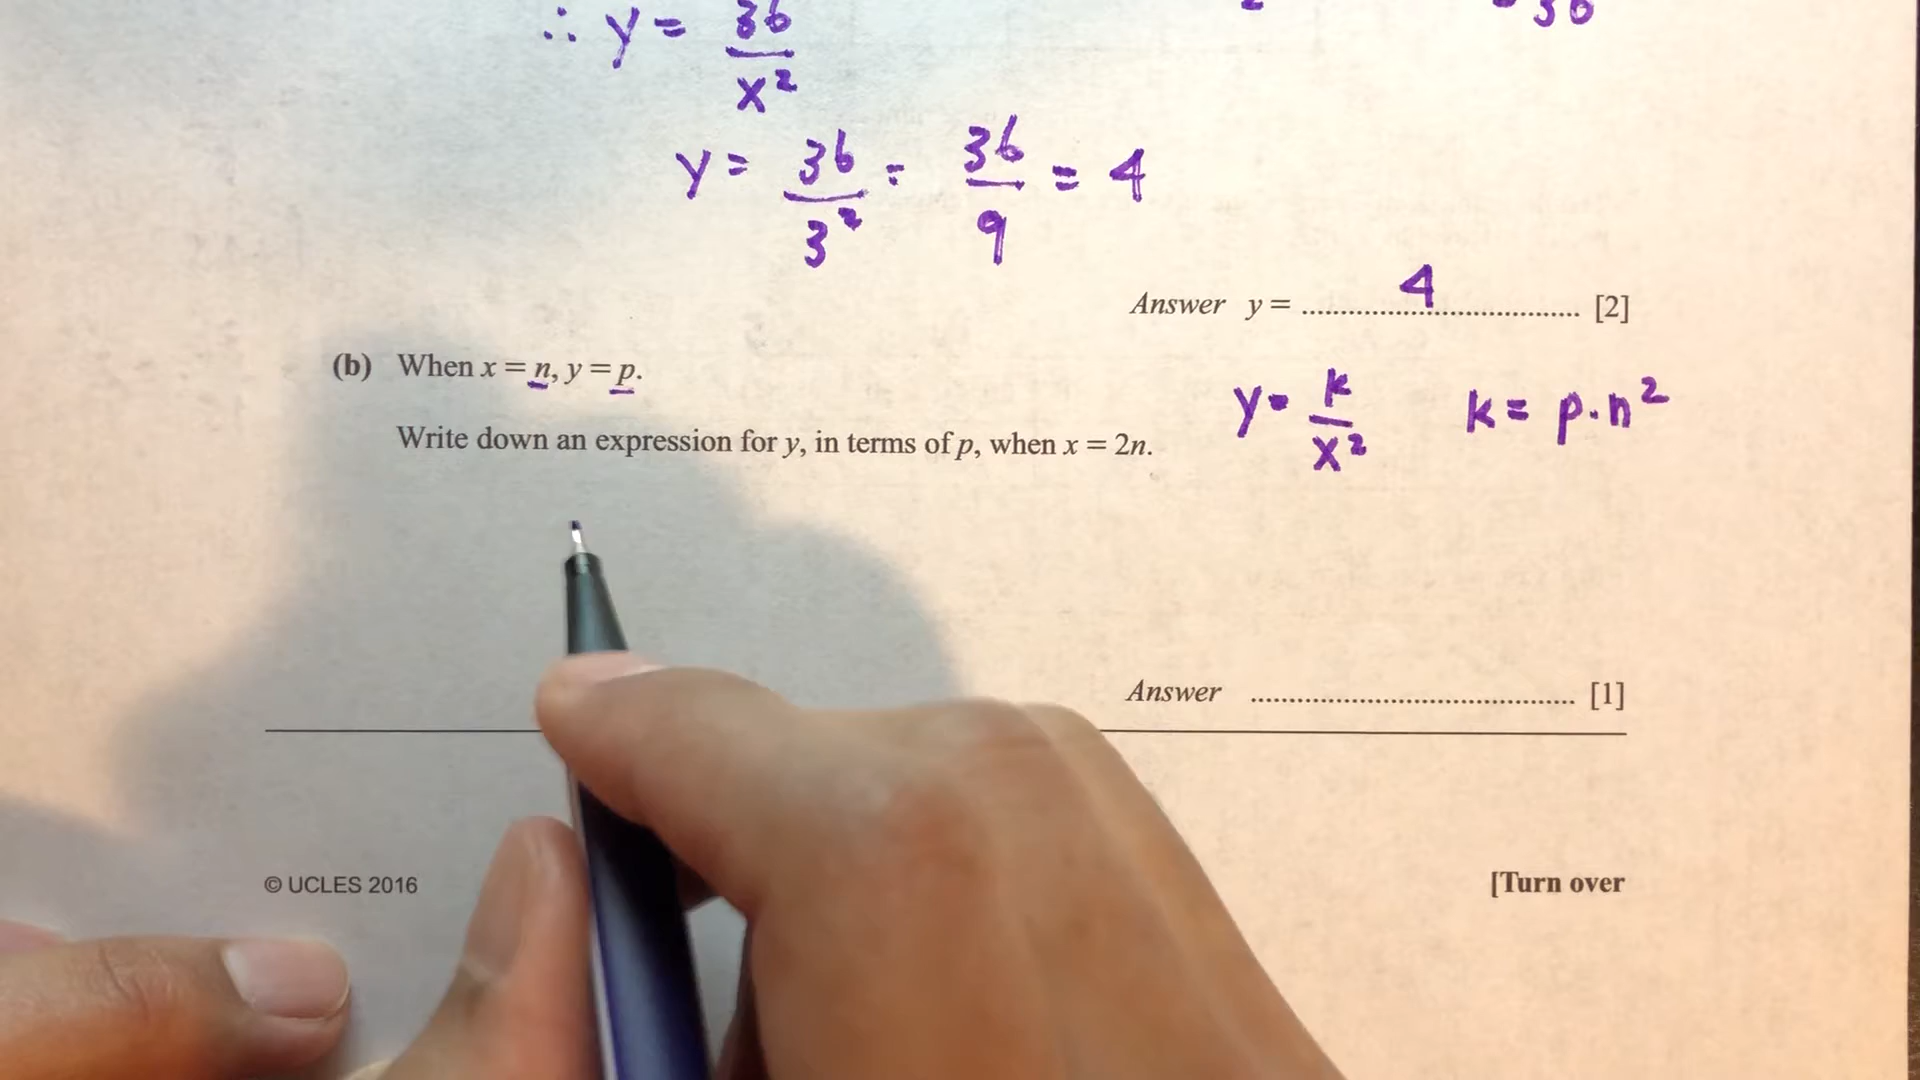 ∴ y = 36/x²
36
y = 36/3² = 36/9 = 4
4
Answer y = ........................................ [2]
(b) When x = n, y = p.
y = k/x² k = p·n²
Write down an expression for y, in terms of p, when x = 2n.
Answer ........................................ [1]
© UCLES 2016
[Turn over